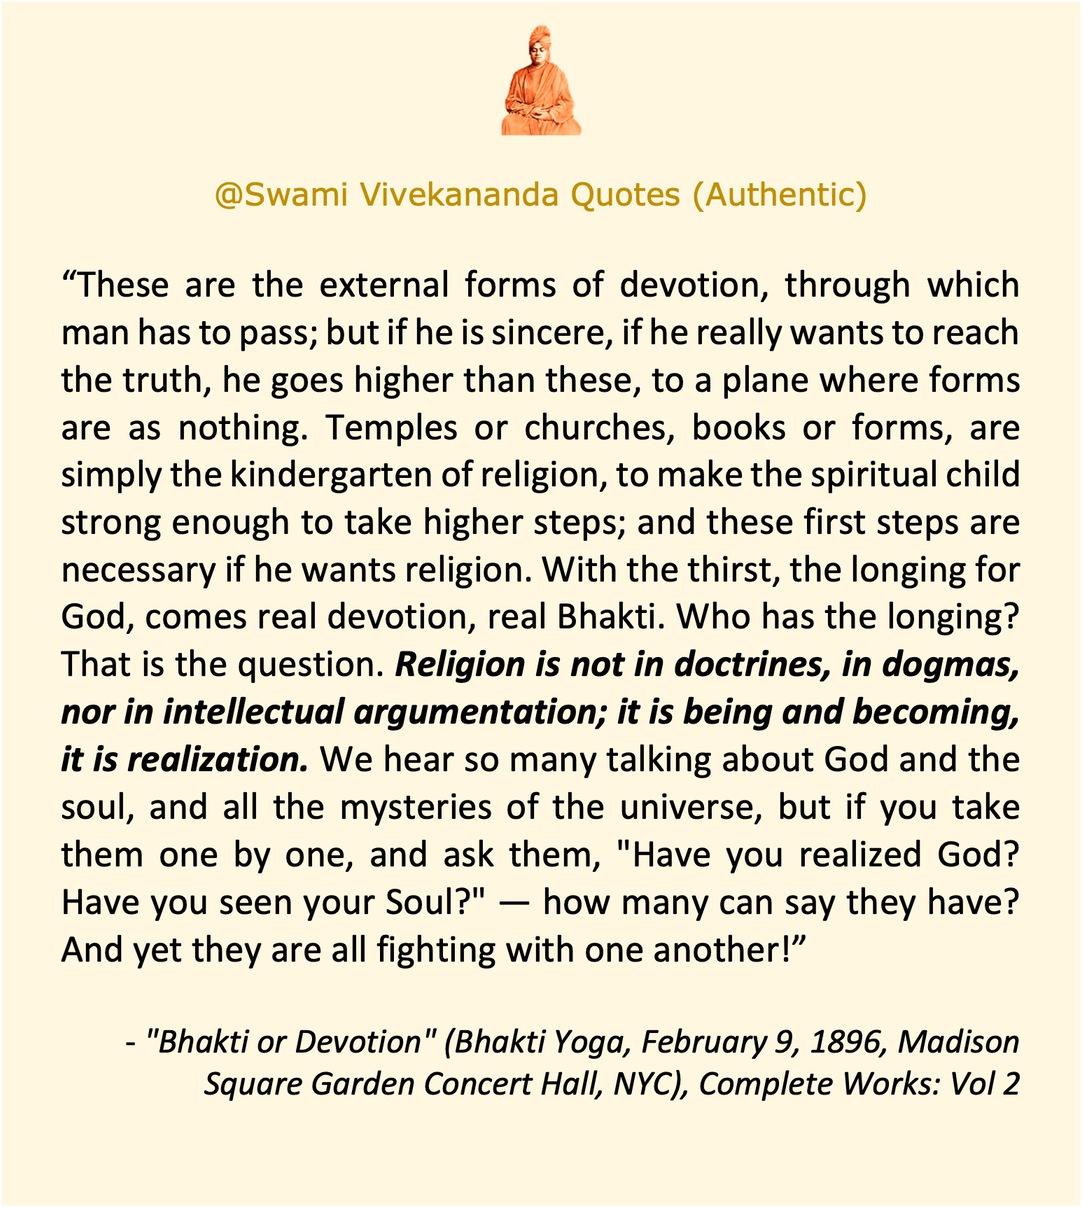 @Swami Vivekananda Quotes (Authentic)
“These are the external forms of devotion, through which
man has to pass; but if he is sincere, if he really wants to reach
the truth, he goes higher than these, to a plane where forms
are as nothing. Temples or churches, books or forms, are
simply the kindergarten of religion, to make the spiritual child
strong enough to take higher steps; and these first steps are
necessary if he wants religion. With the thirst, the longing for
God, comes real devotion, real Bhakti. Who has the longing?
That is the question. Religion is not in doctrines, in dogmas,
nor in intellectual argumentation; it is being and becoming,
it is realization. We hear so many talking about God and the
soul, and all the mysteries of the universe, but if you take
them one by one, and ask them, "Have you realized God?
Have you seen your Soul?" — how many can say they have?
And yet they are all fighting with one another!”
- "Bhakti or Devotion" (Bhakti Yoga, February 9, 1896, Madison
Square Garden Concert Hall, NYC), Complete Works: Vol 2